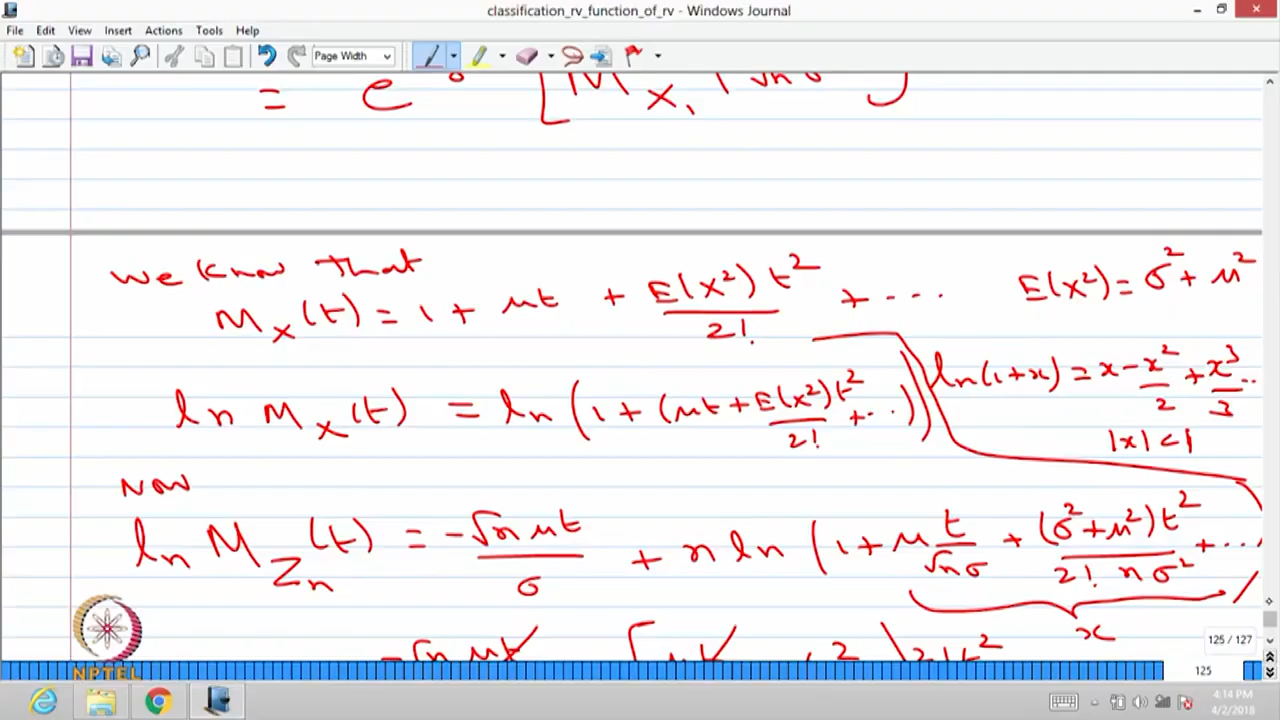 classification_rv_function_of_rv - Windows Journal
File Edit View Insert Actions Tools Help
Page Width
= e [M X₁
We know that
M_X(t) = 1 + μt + E(X²)t²/2! + ... E(X²) = σ² + μ²
ln M_X(t) = ln (1 + (μt + E(X²)t²/2! + ...)) ln(1+x) = x - x²/2 + x³/3 ...
|x| < 1
Now
ln M_{Z_n}(t) = -√n μt/σ + n ln (1 + μ t/√nσ + (σ²+μ²)t²/2! nσ² + ...)
x
-√n μt
125 / 127
NPTEL
125
4:14 PM
4/2/2018